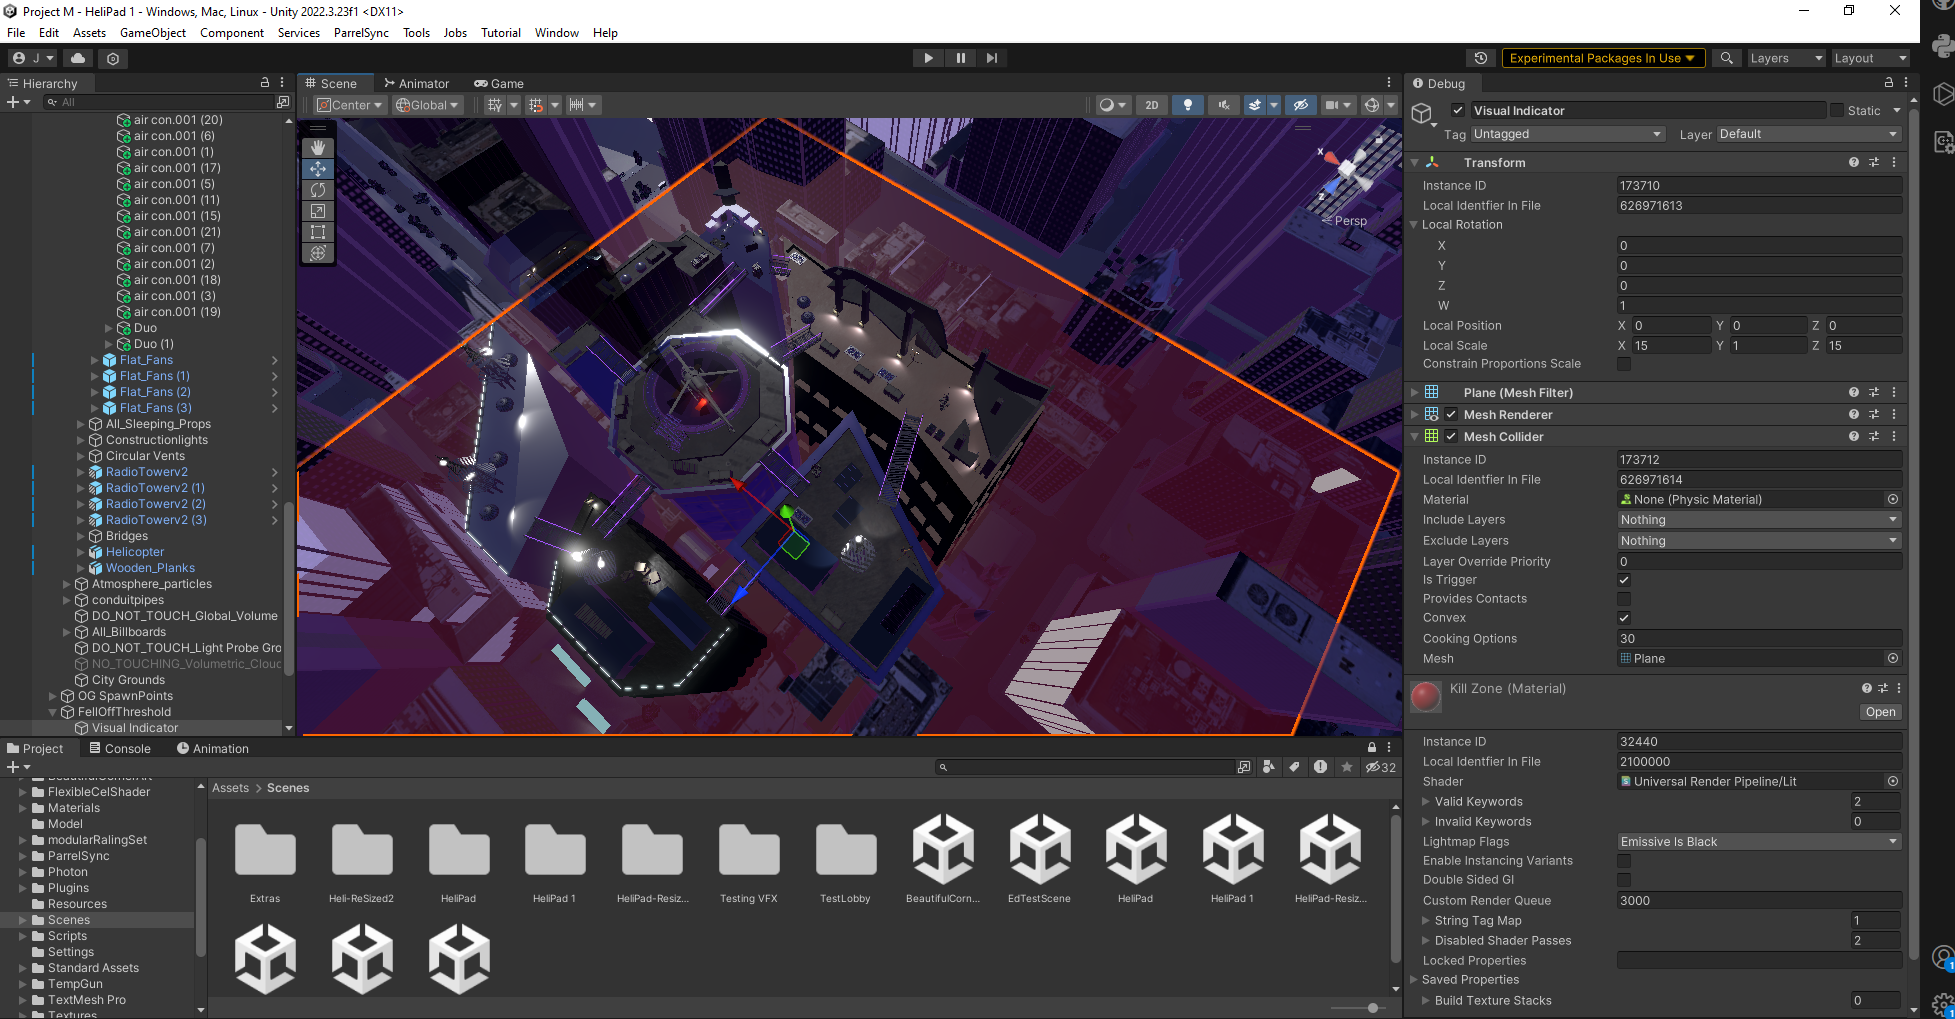 Project M - HeliPad 1 - Windows, Mac, Linux - Unity 2022.3.23f1 <DX11>
File Edit Assets GameObject Component Services ParrelSync Tools Jobs Tutorial Window Help
J
Experimental Packages In Use
Layers
Layout
Hierarchy
All
air con.001 (20)
air con.001 (6)
air con.001 (1)
air con.001 (17)
air con.001 (5)
air con.001 (11)
air con.001 (15)
air con.001 (21)
air con.001 (7)
air con.001 (2)
air con.001 (18)
air con.001 (3)
air con.001 (19)
Duo
Duo (1)
Flat_Fans
Flat_Fans (1)
Flat_Fans (2)
Flat_Fans (3)
All_Sleeping_Props
Constructionlights
Circular Vents
RadioTowerv2
RadioTowerv2 (1)
RadioTowerv2 (2)
RadioTowerv2 (3)
Bridges
Helicopter
Wooden_Planks
Atmosphere_particles
conduitpipes
DO_NOT_TOUCH_Global_Volume
All_Billboards
DO_NOT_TOUCH_Light Probe Gro
NO_TOUCHING_Volumetric_Clouc
City Grounds
OG SpawnPoints
FellOffThreshold
Visual Indicator
Scene Animator Game
Center Global 2D
x
z
Persp
Debug
Visual Indicator Static
Tag Untagged Layer Default
Transform
Instance ID 173710
Local Identfier In File 626971613
Local Rotation
X 0
Y 0
Z 0
W 1
Local Position X 0 Y 0 Z 0
Local Scale X 15 Y 1 Z 15
Constrain Proportions Scale
Plane (Mesh Filter)
Mesh Renderer
Mesh Collider
Instance ID 173712
Local Identfier In File 626971614
Material None (Physic Material)
Include Layers Nothing
Exclude Layers Nothing
Layer Override Priority 0
Is Trigger
Provides Contacts
Convex
Cooking Options 30
Mesh Plane
Kill Zone (Material)
Open
Instance ID 32440
Local Identfier In File 2100000
Shader Universal Render Pipeline/Lit
Valid Keywords 2
Invalid Keywords 0
Lightmap Flags Emissive Is Black
Enable Instancing Variants
Double Sided GI
Custom Render Queue 3000
String Tag Map 1
Disabled Shader Passes 2
Locked Properties
Saved Properties
Build Texture Stacks 0
Project Console Animation
32
FlexibleCelShader
Materials
Model
modularRalingSet
ParrelSync
Photon
Plugins
Resources
Scenes
Scripts
Settings
Standard Assets
TempGun
TextMesh Pro
Textures
Assets > Scenes
Extras Heli-ReSized2 HeliPad HeliPad 1 HeliPad-Resiz... Testing VFX TestLobby BeautifulCorn... EdTestScene HeliPad HeliPad 1 HeliPad-Resiz...
1
1